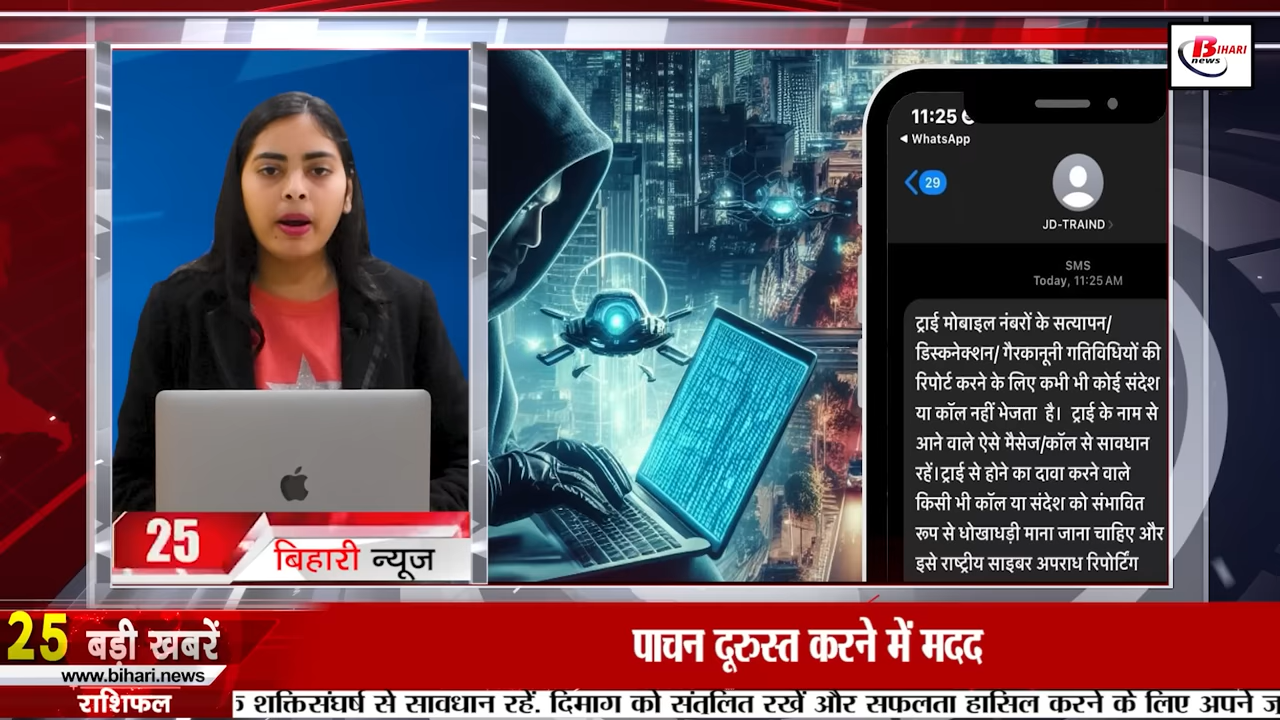 BIHARI
news
11:25
WhatsApp
29
JD-TRAIND
SMS
Today, 11:25 AM
ट्राई मोबाइल नंबरों के सत्यापन/
डिस्कनेक्शन/ गैरकानूनी गतिविधियों की
रिपोर्ट करने के लिए कभी भी कोई संदेश
या कॉल नहीं भेजता है। ट्राई के नाम से
आने वाले ऐसे मैसेज/कॉल से सावधान
रहें।ट्राई से होने का दावा करने वाले
किसी भी कॉल या संदेश को संभावित
रूप से धोखाधड़ी माना जाना चाहिए और
इसे राष्ट्रीय साइबर अपराध रिपोर्टिंग
25
बिहारी न्यूज
25 बड़ी खबरें
www.bihari.news
पाचन दूरुस्त करने में मदद
राशिफल
शक्तिसंघर्ष से सावधान रहें. दिमाग को संतुलित रखें और सफलता हासिल करने के लिए अपने